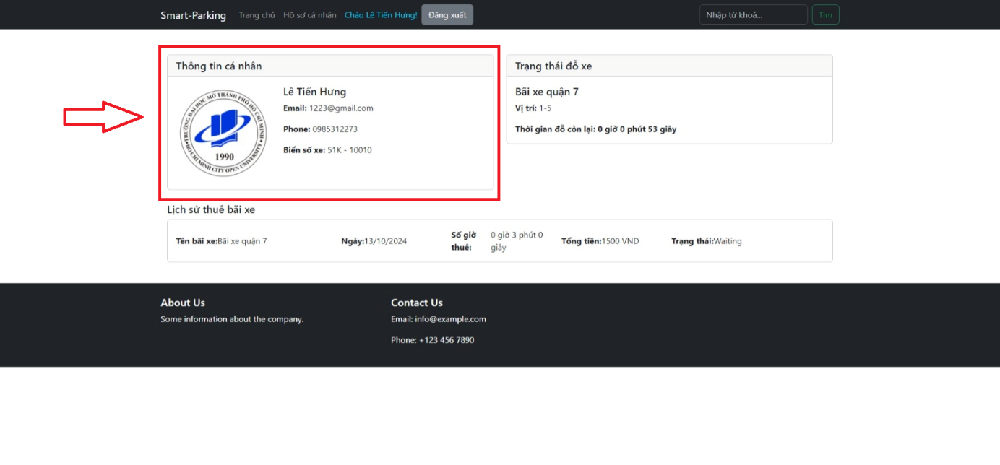 Smart-Parking Trang chủ Hồ sơ cá nhân Chào Lê Tiến Hưng! Đăng xuất Nhập từ khoá... Tìm
Thông tin cá nhân
TRƯỜNG ĐẠI HỌC MỞ THÀNH PHỐ HỒ CHÍ MINH
HO CHI MINH CITY OPEN UNIVERSITY
1990
Lê Tiến Hưng
Email: 1223@gmail.com
Phone: 0985312273
Biển số xe: 51K - 10010
Trạng thái đỗ xe
Bãi xe quận 7
Vị trí: 1-5
Thời gian đỗ còn lại: 0 giờ 0 phút 53 giây
Lịch sử thuê bãi xe
Tên bãi xe:Bãi xe quận 7
Ngày:13/10/2024
Số giờ
thuê:
0 giờ 3 phút 0
giây
Tổng tiền:1500 VND
Trạng thái:Waiting
About Us
Some information about the company.
Contact Us
Email: info@example.com
Phone: +123 456 7890